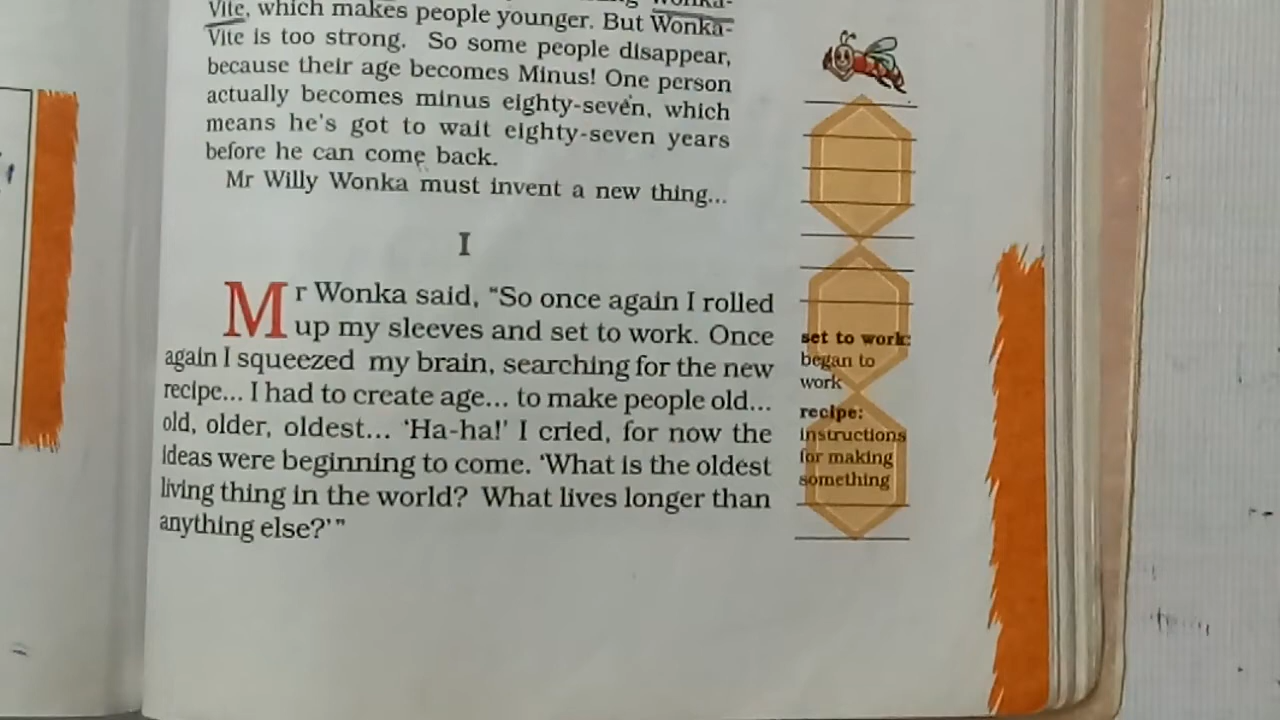 Wonka-
Vite, which makes people younger. But Wonka-
Vite is too strong. So some people disappear,
because their age becomes Minus! One person
actually becomes minus eighty-seven, which
means he's got to wait eighty-seven years
before he can come back.
Mr Willy Wonka must invent a new thing...
I
Mr Wonka said, “So once again I rolled
up my sleeves and set to work. Once
again I squeezed my brain, searching for the new
recipe... I had to create age... to make people old...
old, older, oldest... ‘Ha-ha!’ I cried, for now the
ideas were beginning to come. ‘What is the oldest
living thing in the world? What lives longer than
anything else?’”
set to work:
began to
work
recipe:
instructions
for making
something